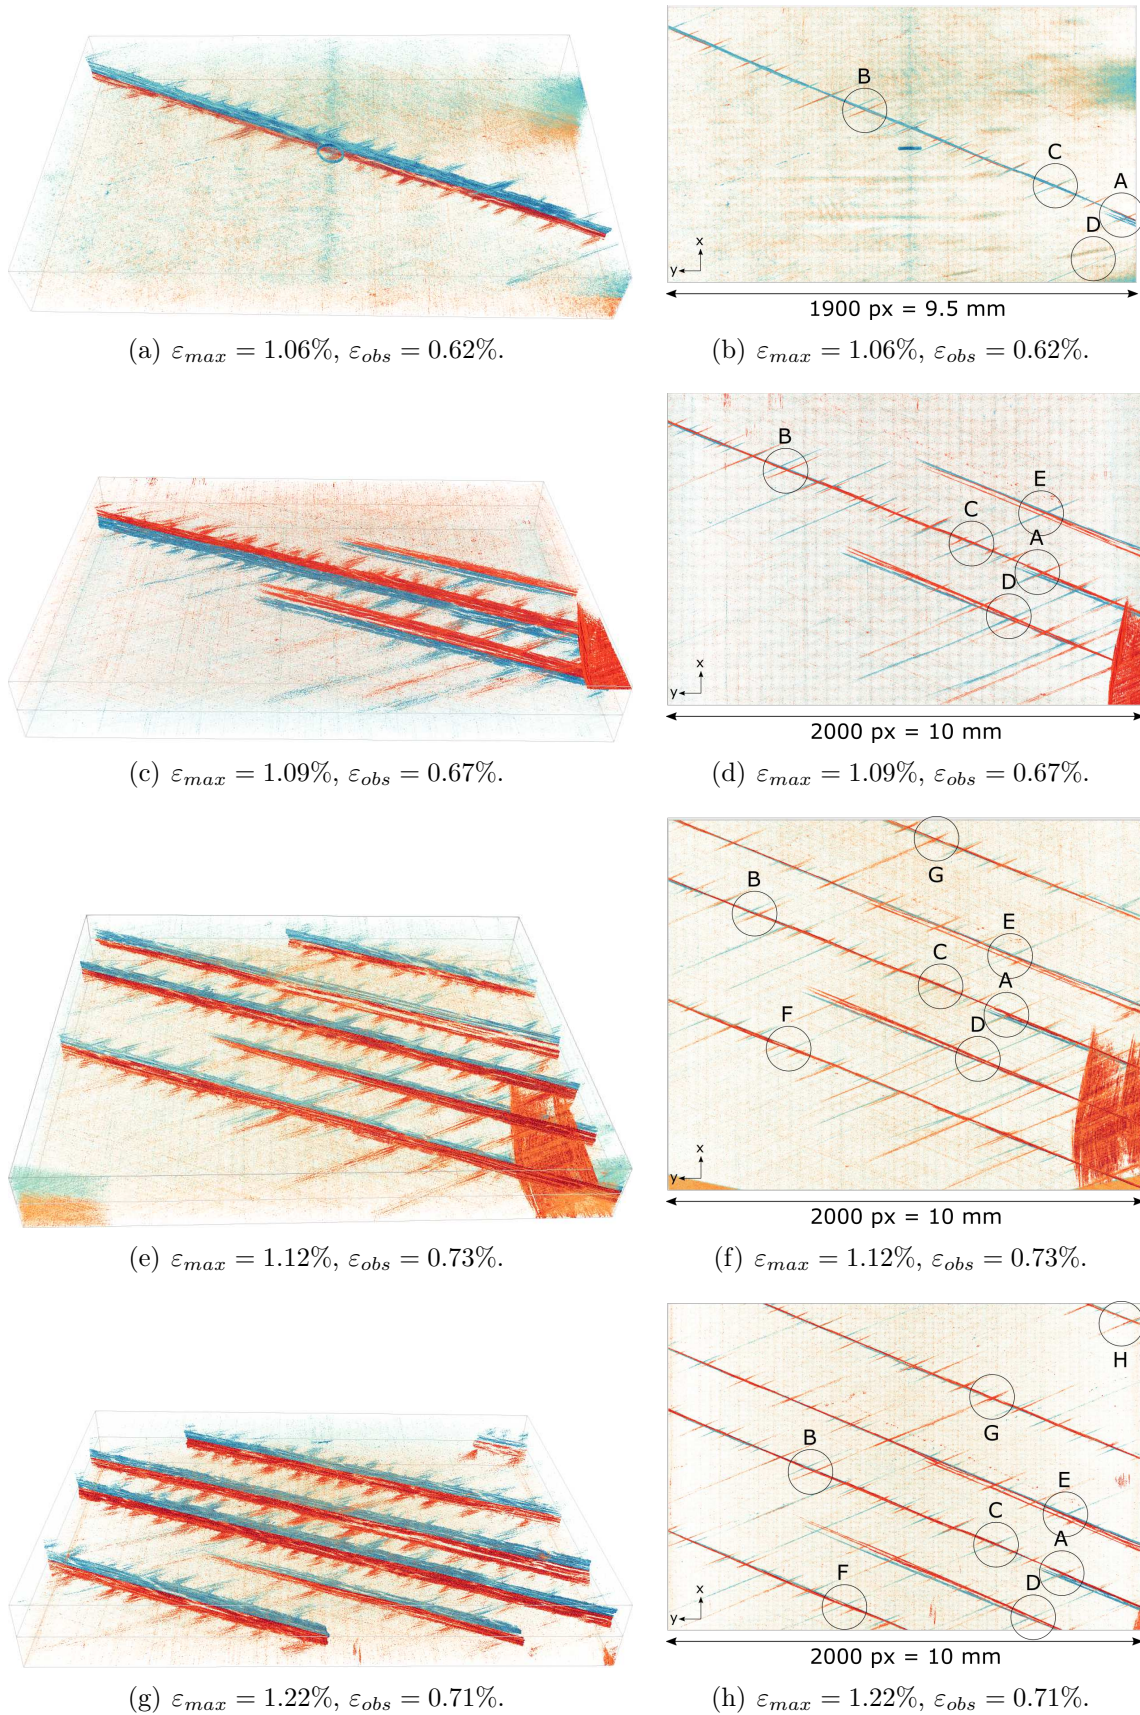 B
C
A
D
x
y
1900 px = 9.5 mm
(a) εmax = 1.06%, εobs = 0.62%.
(b) εmax = 1.06%, εobs = 0.62%.
B
E
C
A
D
x
y
2000 px = 10 mm
(c) εmax = 1.09%, εobs = 0.67%.
(d) εmax = 1.09%, εobs = 0.67%.
G
B
E
C
A
F
D
x
y
2000 px = 10 mm
(e) εmax = 1.12%, εobs = 0.73%.
(f) εmax = 1.12%, εobs = 0.73%.
H
G
B
E
C
A
F
D
x
y
2000 px = 10 mm
(g) εmax = 1.22%, εobs = 0.71%.
(h) εmax = 1.22%, εobs = 0.71%.